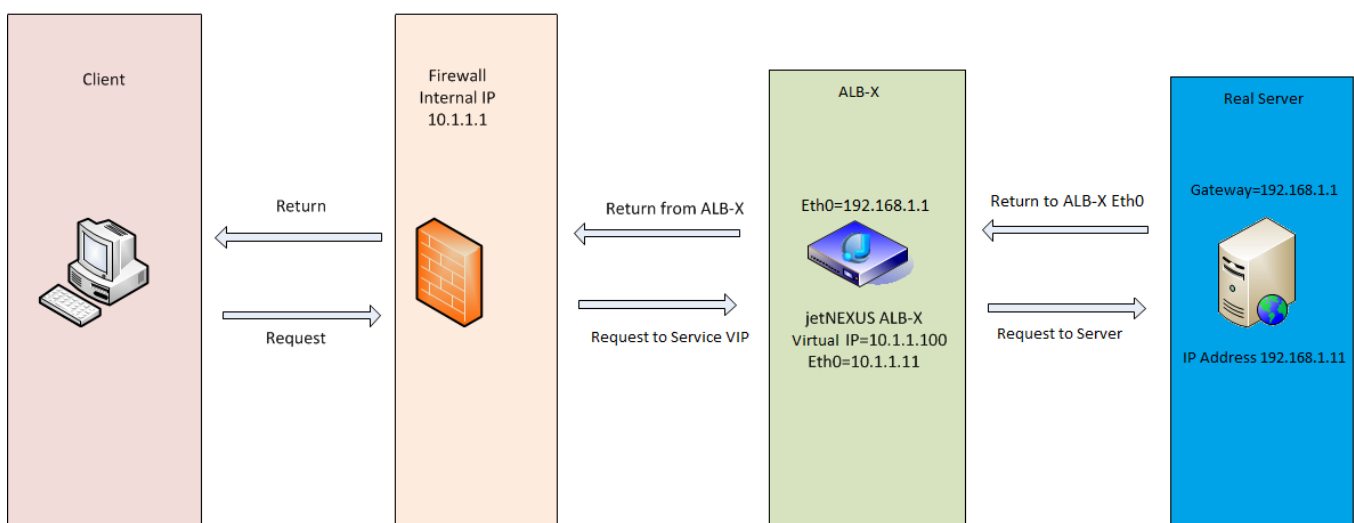 Client
Return
Request
Firewall
Internal IP
10.1.1.1
Return from ALB-X
Request to Service VIP
ALB-X
Eth0=192.168.1.1
jetNEXUS ALB-X
Virtual IP=10.1.1.100
Eth0=10.1.1.11
Return to ALB-X Eth0
Request to Server
Real Server
Gateway=192.168.1.1
IP Address 192.168.1.11